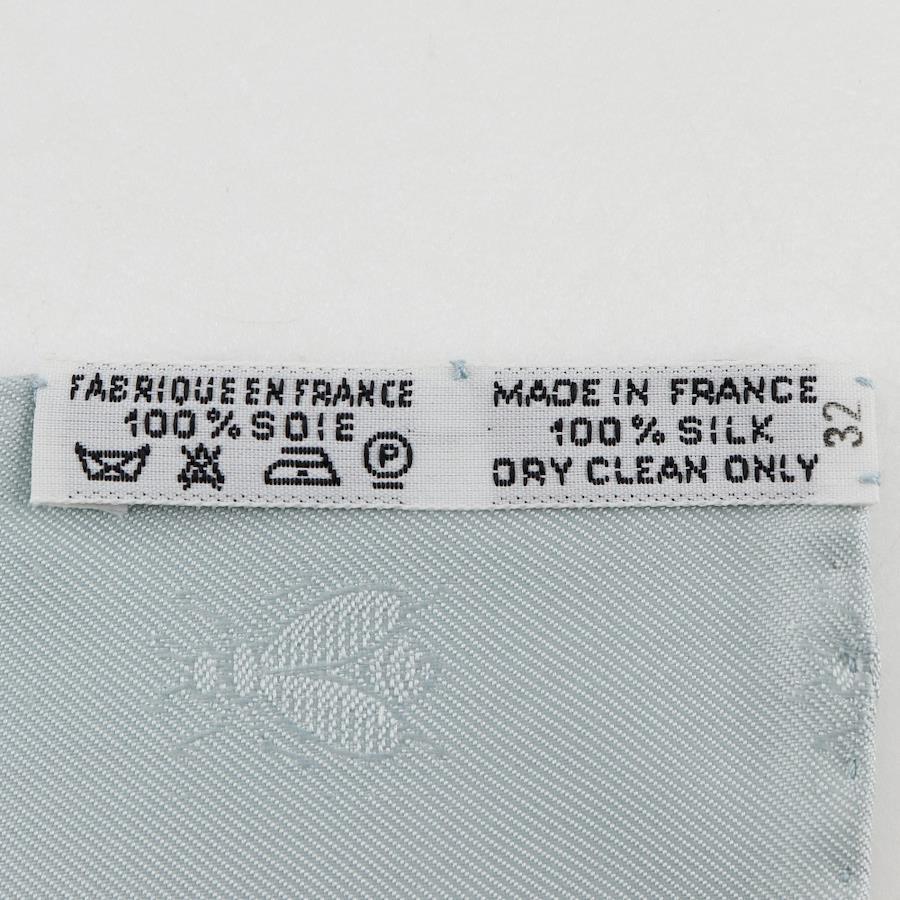 FABRIQUE EN FRANCE
100% SOIE
P
MADE IN FRANCE
100% SILK
DRY CLEAN ONLY
32